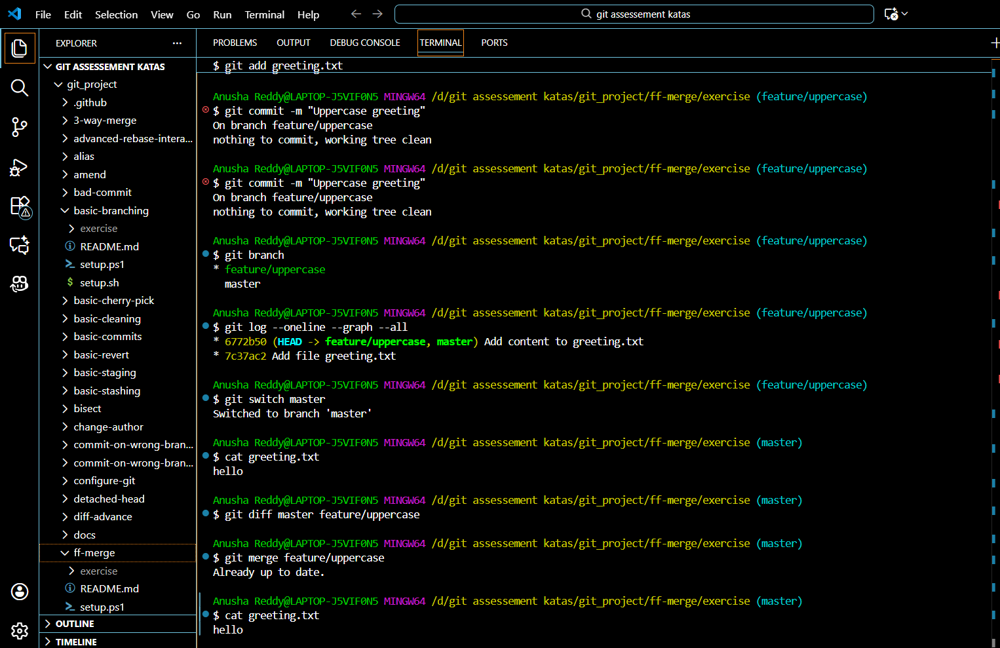 File Edit Selection View Go Run Terminal Help
git assessement katas
EXPLORER
GIT ASSESSEMENT KATAS
git_project
.github
3-way-merge
advanced-rebase-intera...
alias
amend
bad-commit
basic-branching
exercise
README.md
setup.ps1
$ setup.sh
basic-cherry-pick
basic-cleaning
basic-commits
basic-revert
basic-staging
basic-stashing
bisect
change-author
commit-on-wrong-bran...
commit-on-wrong-bran...
configure-git
detached-head
diff-advance
docs
ff-merge
exercise
README.md
setup.ps1
OUTLINE
TIMELINE
PROBLEMS OUTPUT DEBUG CONSOLE TERMINAL PORTS
$ git add greeting.txt
Anusha Reddy@LAPTOP-J5VIF0N5 MINGW64 /d/git assessement katas/git_project/ff-merge/exercise (feature/uppercase)
$ git commit -m "Uppercase greeting"
On branch feature/uppercase
nothing to commit, working tree clean
Anusha Reddy@LAPTOP-J5VIF0N5 MINGW64 /d/git assessement katas/git_project/ff-merge/exercise (feature/uppercase)
$ git commit -m "Uppercase greeting"
On branch feature/uppercase
nothing to commit, working tree clean
Anusha Reddy@LAPTOP-J5VIF0N5 MINGW64 /d/git assessement katas/git_project/ff-merge/exercise (feature/uppercase)
$ git branch
* feature/uppercase
master
Anusha Reddy@LAPTOP-J5VIF0N5 MINGW64 /d/git assessement katas/git_project/ff-merge/exercise (feature/uppercase)
$ git log --oneline --graph --all
* 6772b50 (HEAD -> feature/uppercase, master) Add content to greeting.txt
* 7c37ac2 Add file greeting.txt
Anusha Reddy@LAPTOP-J5VIF0N5 MINGW64 /d/git assessement katas/git_project/ff-merge/exercise (feature/uppercase)
$ git switch master
Switched to branch 'master'
Anusha Reddy@LAPTOP-J5VIF0N5 MINGW64 /d/git assessement katas/git_project/ff-merge/exercise (master)
$ cat greeting.txt
hello
Anusha Reddy@LAPTOP-J5VIF0N5 MINGW64 /d/git assessement katas/git_project/ff-merge/exercise (master)
$ git diff master feature/uppercase
Anusha Reddy@LAPTOP-J5VIF0N5 MINGW64 /d/git assessement katas/git_project/ff-merge/exercise (master)
$ git merge feature/uppercase
Already up to date.
Anusha Reddy@LAPTOP-J5VIF0N5 MINGW64 /d/git assessement katas/git_project/ff-merge/exercise (master)
$ cat greeting.txt
hello